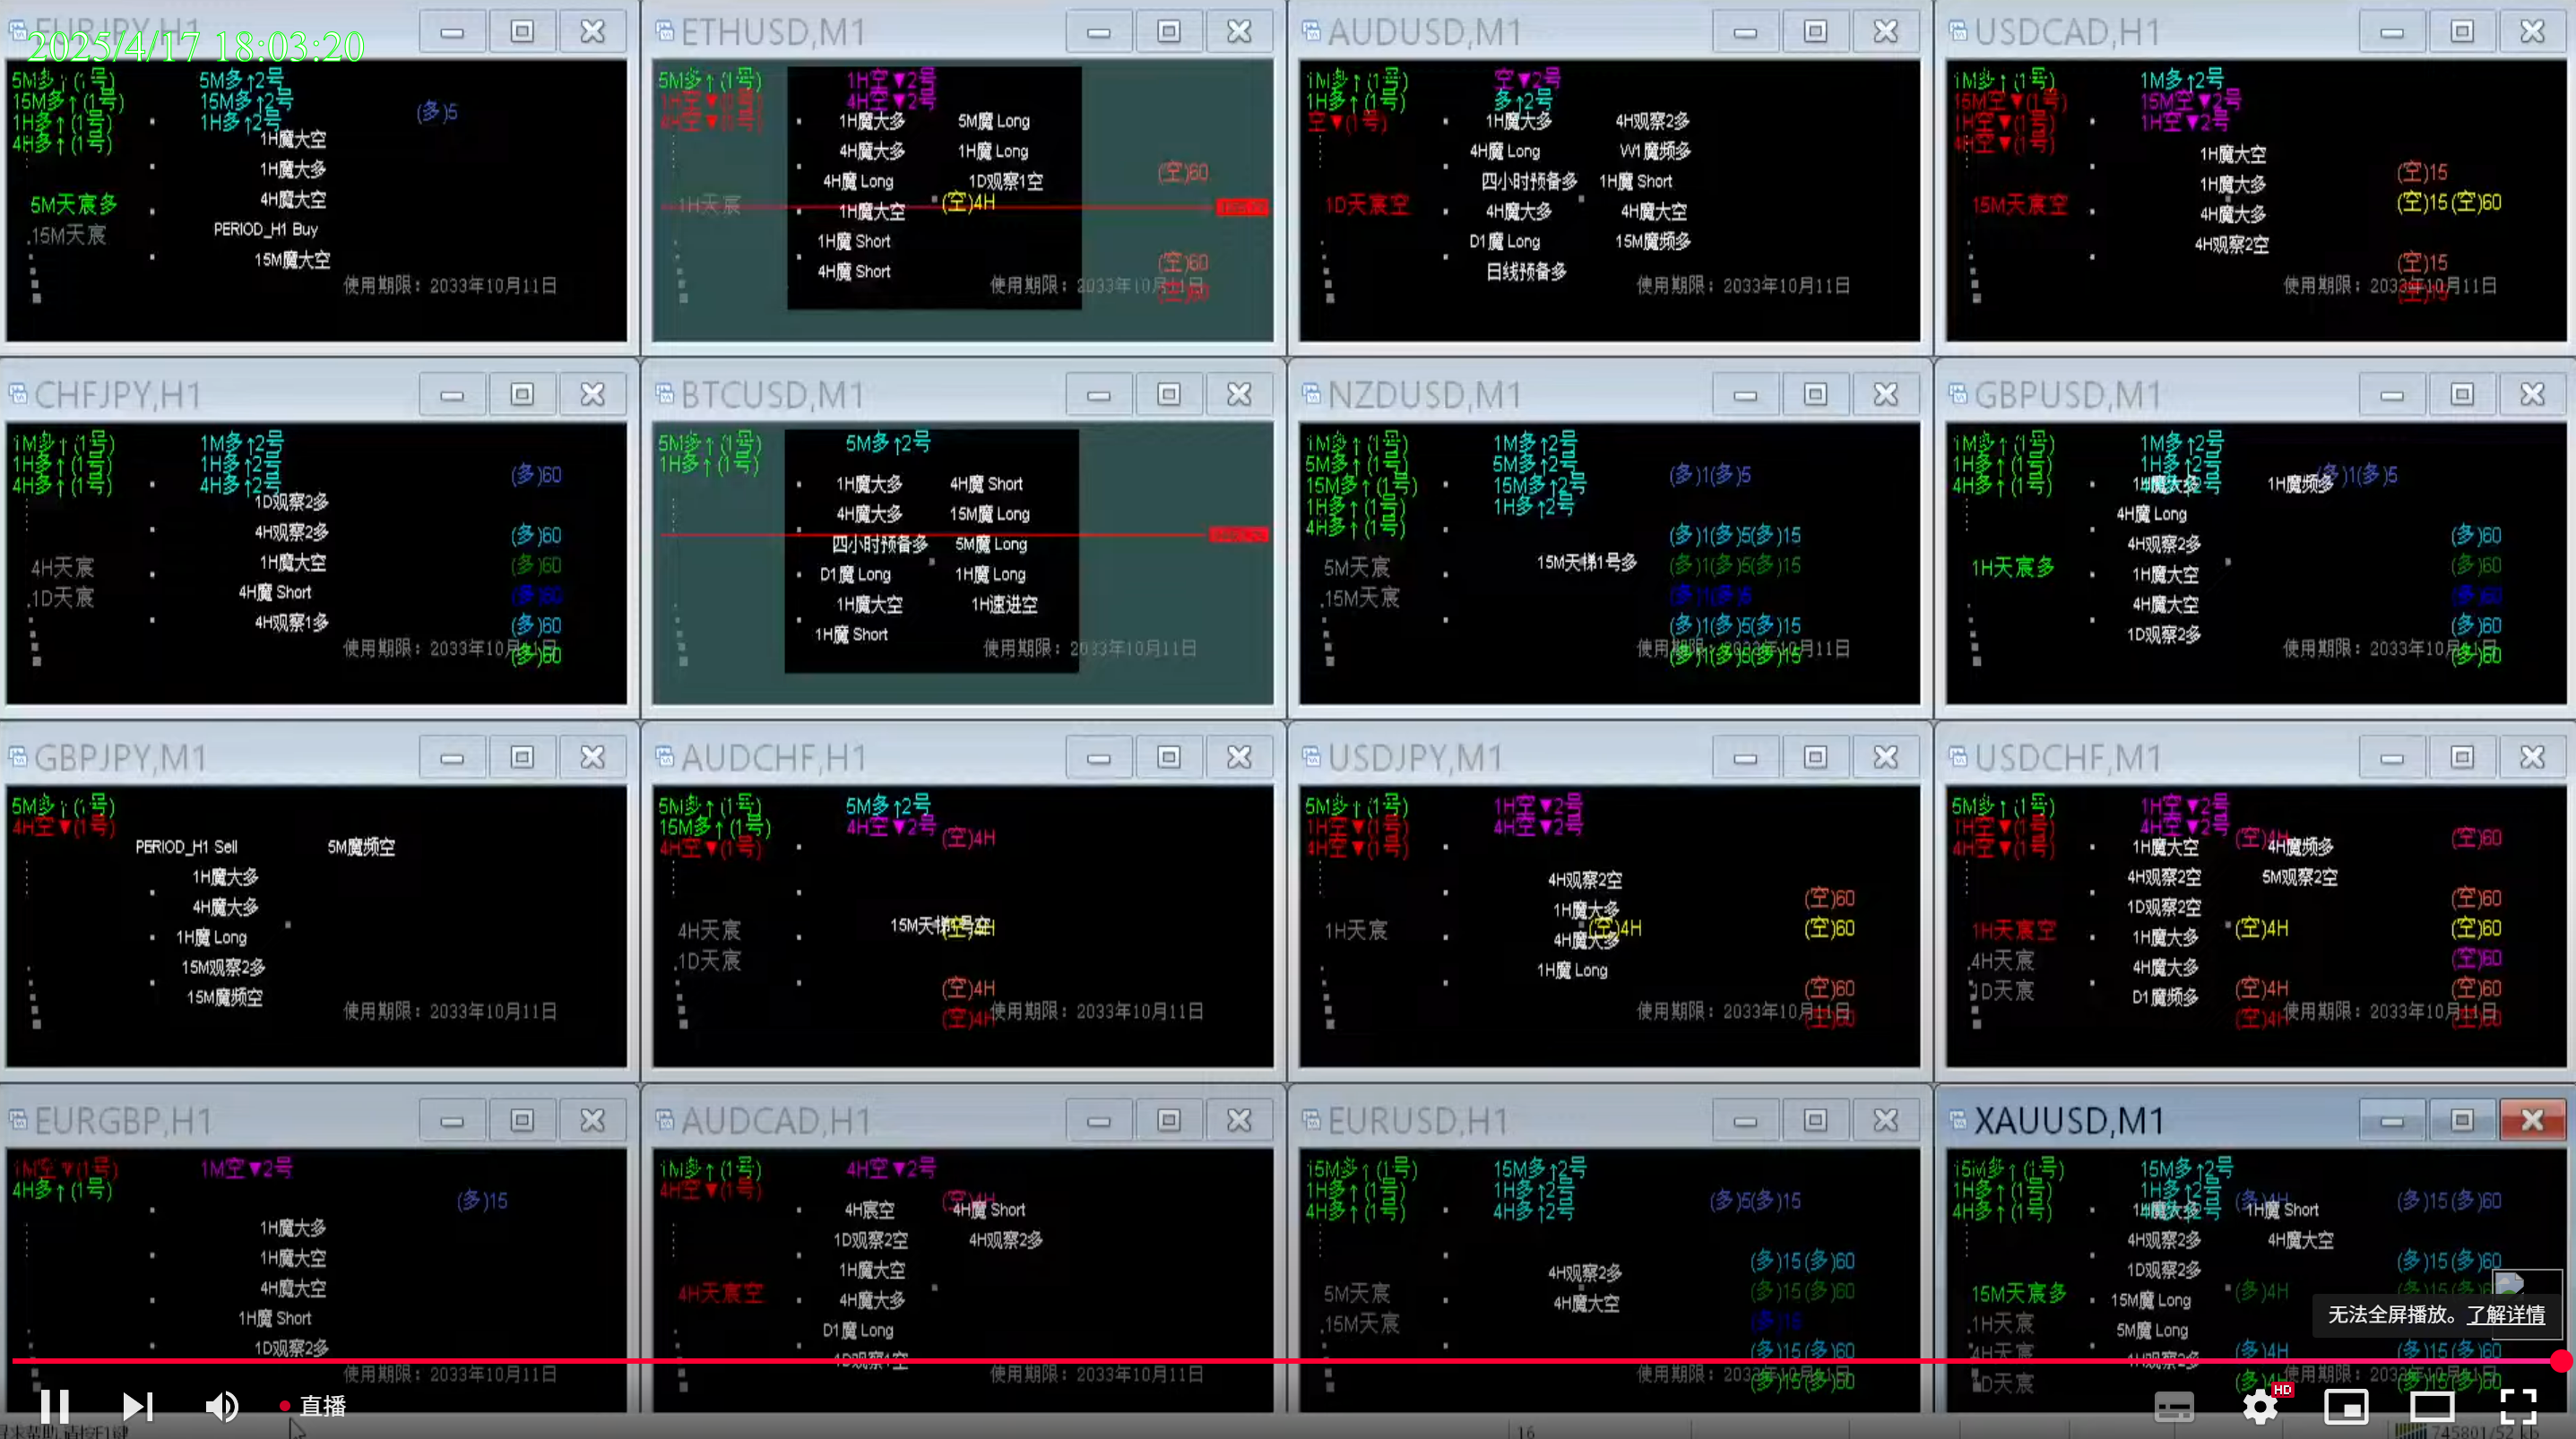 EURJPY,H1
2025/4/17 18:03:20
5M多↑(1号) 5M多↑2号
15M多↑(1号) 15M多↑2号 (多)5
1H多↑(1号) 1H多↑2号
4H多↑(1号) 1H魔大空
1H魔大多
5M天宸多 4H魔大空
.15M天宸 PERIOD_H1 Buy
15M魔大空
使用期限：2033年10月11日
ETHUSD,M1
5M多↑(1号) 1H空▼2号
1H空▼(1号) 4H空▼2号
4H空▼(1号) 1H魔大多 5M魔 Long
4H魔大多 1H魔 Long
(空)60
4H魔 Long 1D观察1空
1H天宸 1H魔大空 (空)4H
1H魔 Short
(空)60
4H魔 Short
使用期限：2033年10月11日
(空)60
AUDUSD,M1
1M多↑(1号) 空▼2号
1H多↑(1号) 多↑2号
空▼(1号) 1H魔大多 4H观察2多
4H魔 Long W1魔频多
四小时预备多 1H魔 Short
1D天宸空 4H魔大多 4H魔大空
D1魔 Long 15M魔频多
日线预备多
使用期限：2033年10月11日
USDCAD,H1
1M多↑(1号) 1M多↑2号
15M空▼(1号) 15M空▼2号
1H空▼(1号) 1H空▼2号
4H空▼(1号) 1H魔大空
1H魔大多 (空)15
15M天宸空 4H魔大多 (空)15(空)60
4H观察2空
(空)15
使用期限：2033年10月11日
(空)15
CHFJPY,H1
1M多↑(1号) 1M多↑2号
1H多↑(1号) 1H多↑2号 (多)60
4H多↑(1号) 4H多↑2号
1D观察2多
4H观察2多 (多)60
4H天宸 1H魔大空 (多)60
.1D天宸 4H魔 Short (多)60
4H观察1多 (多)60
使用期限：2033年10月11日
(多)60
BTCUSD,M1
5M多↑(1号) 5M多↑2号
1H多↑(1号)
1H魔大多 4H魔 Short
4H魔大多 15M魔 Long
四小时预备多 5M魔 Long
D1魔 Long 1H魔 Long
1H魔大空 1H速进空
1H魔 Short
使用期限：2033年10月11日
NZDUSD,M1
1M多↑(1号) 1M多↑2号
5M多↑(1号) 5M多↑2号 (多)1(多)5
15M多↑(1号) 15M多↑2号
1H多↑(1号) 1H多↑2号
4H多↑(1号) (多)1(多)5(多)15
5M天宸 15M天梯1号多 (多)1(多)5(多)15
.15M天宸 (多)1(多)5
(多)1(多)5(多)15
使用期限：2033年10月11日
(多)1(多)5(多)15
GBPUSD,M1
1M多↑(1号) 1M多↑2号
1H多↑(1号) 1H多↑2号 (多)1(多)5
4H多↑(1号) 4H多↑2号
1H魔大多 1H魔频多
4H魔 Long
4H观察2多 (多)60
1H天宸多 1H魔大空 (多)60
4H魔大空 (多)60
1D观察2多 (多)60
使用期限：2033年10月11日
(多)60
GBPJPY,M1
5M多↑(1号)
4H空▼(1号)
PERIOD_H1 Sell 5M魔频空
1H魔大多
4H魔大多
1H魔 Long
15M观察2多
15M魔频空
使用期限：2033年10月11日
AUDCHF,H1
5M多↑(1号) 5M多↑2号
15M多↑(1号) 4H空▼2号 (空)4H
4H空▼(1号)
4H天宸 15M天梯1号空 (空)4H
.1D天宸
(空)4H
使用期限：2033年10月11日
(空)4H
USDJPY,M1
5M多↑(1号) 1H空▼2号
1H空▼(1号) 4H空▼2号
4H空▼(1号)
4H观察2空
1H魔大多 (空)60
1H天宸 (空)4H (空)60
4H魔大多
1H魔 Long
(空)60
使用期限：2033年10月11日
(空)60
USDCHF,M1
5M多↑(1号) 1H空▼2号
1H空▼(1号) 4H空▼2号 (空)4H (空)60
4H空▼(1号) 1H魔大空 4H魔频多
4H观察2空 5M观察2空
1D观察2空 (空)60
1H天宸空 1H魔大多 (空)4H (空)60
.4H天宸 4H魔大多 (空)60
1D天宸 D1魔频多 (空)4H (空)60
使用期限：2033年10月11日
(空)4H (空)60
EURGBP,H1
1M空▼(1号) 1M空▼2号
4H多↑(1号) (多)15
1H魔大多
1H魔大空
4H魔大空
1H魔 Short
1D观察2多
使用期限：2033年10月11日
AUDCAD,H1
1M多↑(1号) 4H空▼2号
4H空▼(1号) (空)4H
4H宸空 4H魔 Short
1D观察2空 4H观察2多
1H魔大空
4H天宸空 4H魔大多
D1魔 Long
1D观察1空
使用期限：2033年10月11日
EURUSD,H1
15M多↑(1号) 15M多↑2号
1H多↑(1号) 1H多↑2号 (多)5(多)15
4H多↑(1号) 4H多↑2号
4H观察2多 (多)15(多)60
5M天宸 4H魔大空 (多)15(多)60
.15M天宸 (多)15
(多)15(多)60
使用期限：2033年10月11日
(多)15(多)60
XAUUSD,M1
15M多↑(1号) 15M多↑2号
1H多↑(1号) 1H多↑2号 (多)4H (多)15(多)60
4H多↑(1号) 4H多↑2号
1H魔大多 1H魔 Short
4H观察2多 4H魔大空
1D观察2多 (多)15(多)60
15M天宸多 15M魔 Long (多)4H
.1H天宸 5M魔 Long
.4H天宸 1H观察2多 (多)4H (多)15(多)60
1D天宸 使用期限：2033年10月11日
(多)4H (多)15(多)60
无法全屏播放。了解详情
直播
HD
16
745801/52 kb